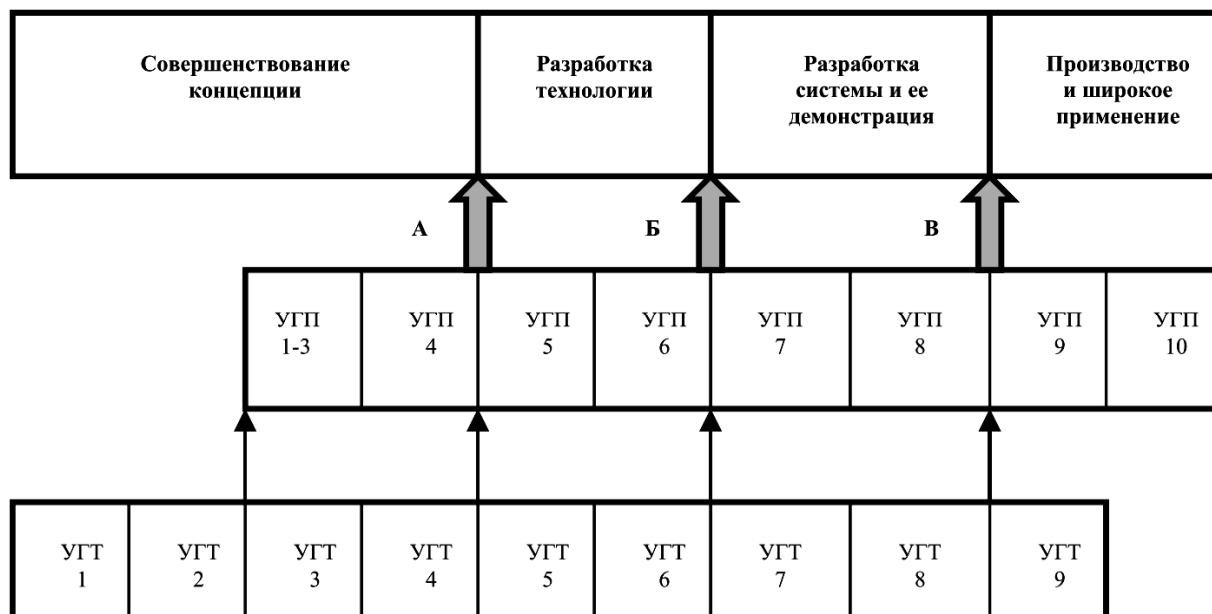 Совершенствование
концепции
Разработка
технологии
Разработка
системы и ее
демонстрация
Производство
и широкое
применение
А
Б
В
УГП
1-3
УГП
4
УГП
5
УГП
6
УГП
7
УГП
8
УГП
9
УГП
10
УГТ
1
УГТ
2
УГТ
3
УГТ
4
УГТ
5
УГТ
6
УГТ
7
УГТ
8
УГТ
9